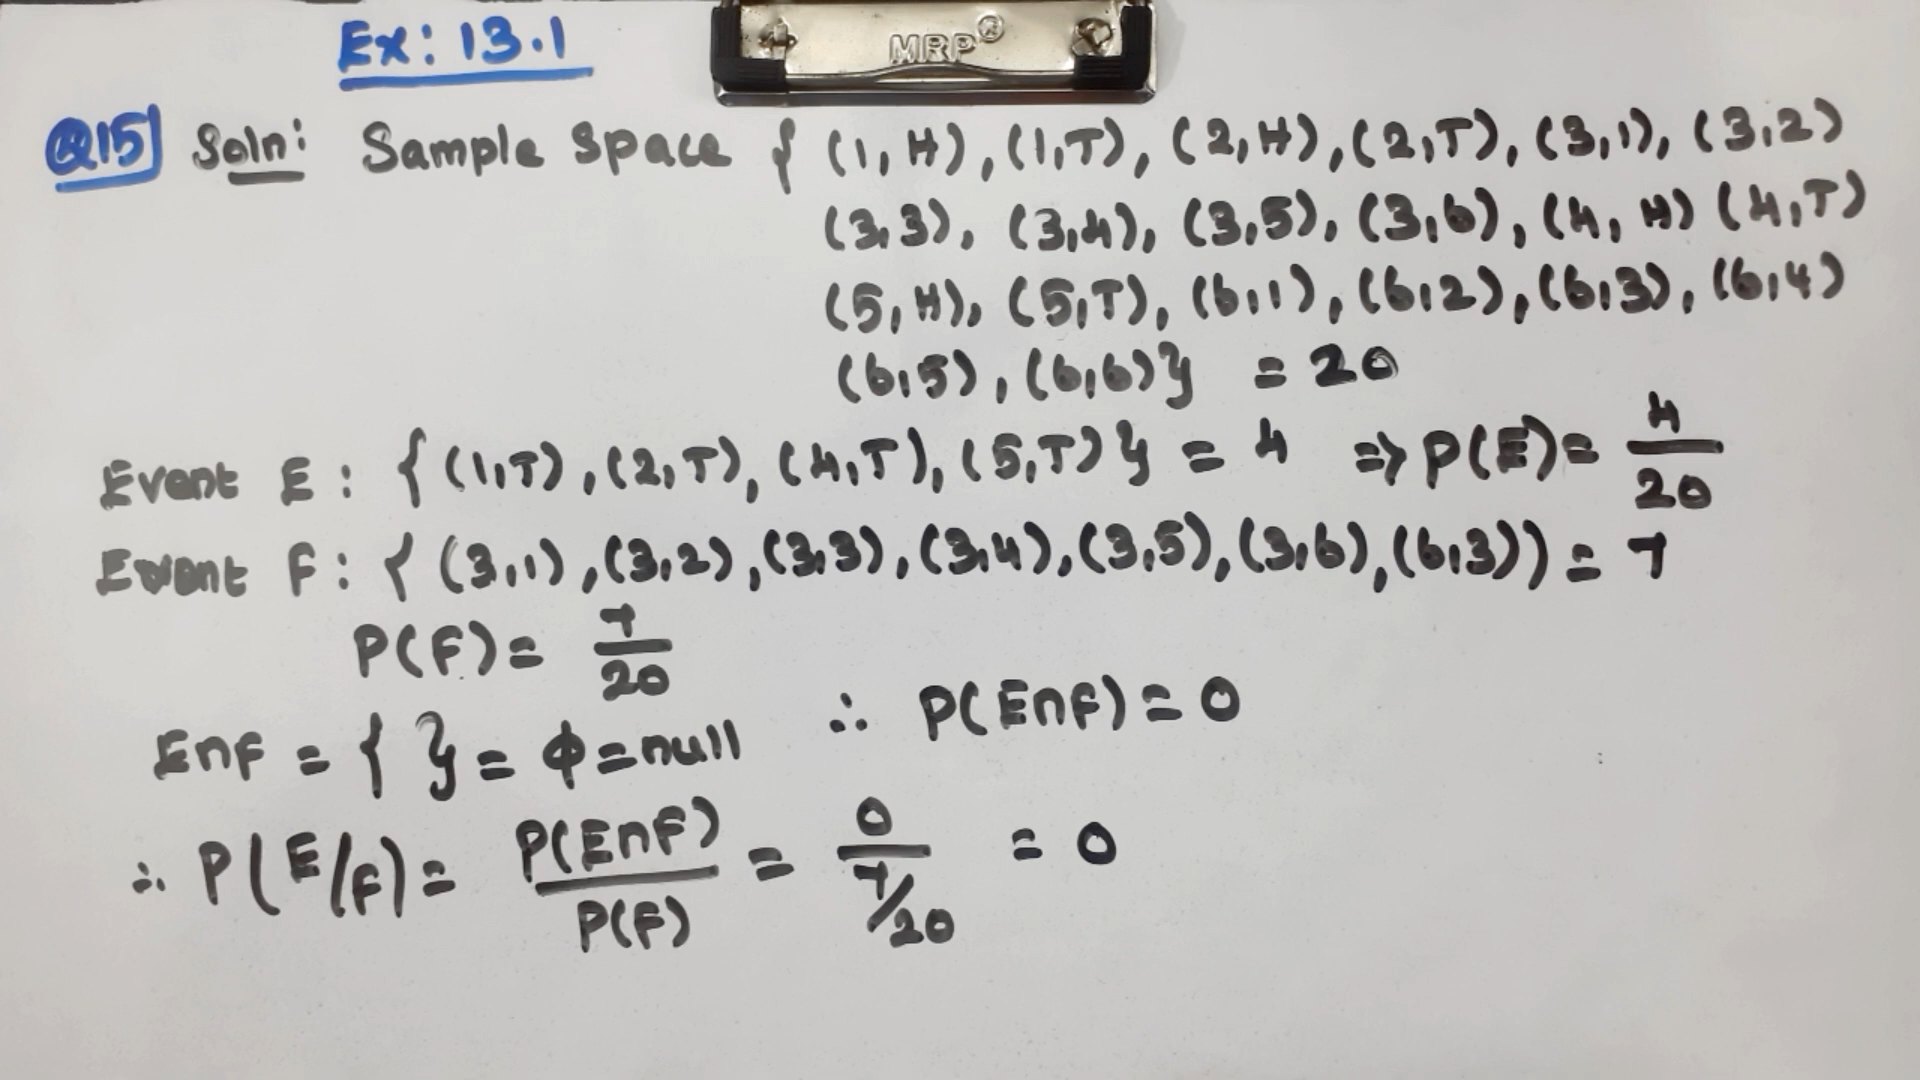 Ex: 13.1
MRP®
Q15] Soln: Sample Space { (1, H), (1,T), (2,H), (2,T), (3,1), (3,2)
(3,3), (3,4), (3,5), (3,6), (4, H) (4,T)
(5, H), (5,T), (6,1), (6,2), (6,3), (6,4)
(6,5), (6,6)} = 20
Event E : {(1,T), (2,T), (4,T), (5,T)} = 4 => P(E) = 4/20
Event F : { (3,1), (3,2), (3,3), (3,4), (3,5), (3,6), (6,3)) = 7
P(F) = 7/20
E∩F = { } = ϕ = null ∴ P(E∩F) = 0
∴ P(E/F) = P(E∩F)/P(F) = 0/7/20 = 0